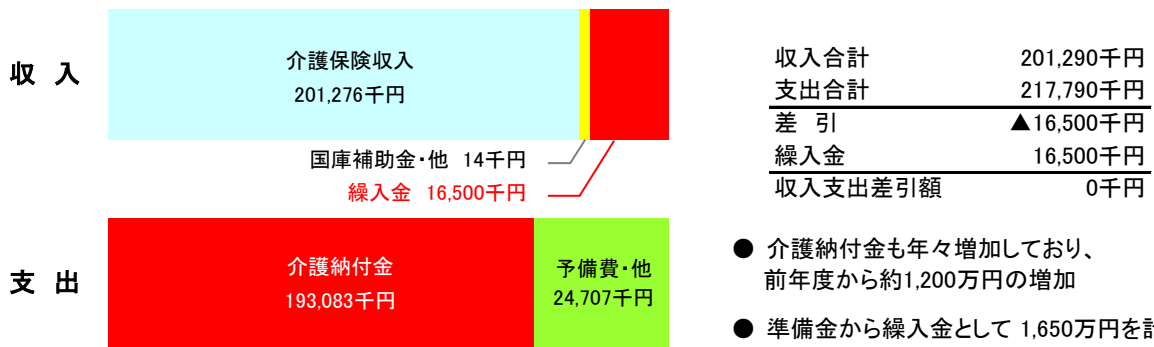 収 入
介護保険収入
201,276千円
国庫補助金・他 14千円
繰入金 16,500千円
支 出
介護納付金
193,083千円
予備費・他
24,707千円
収入合計 201,290千円
支出合計 217,790千円
差 引 ▲16,500千円
繰入金 16,500千円
収入支出差引額 0千円
● 介護納付金も年々増加しており、
前年度から約1,200万円の増加
● 準備金から繰入金として 1,650万円を